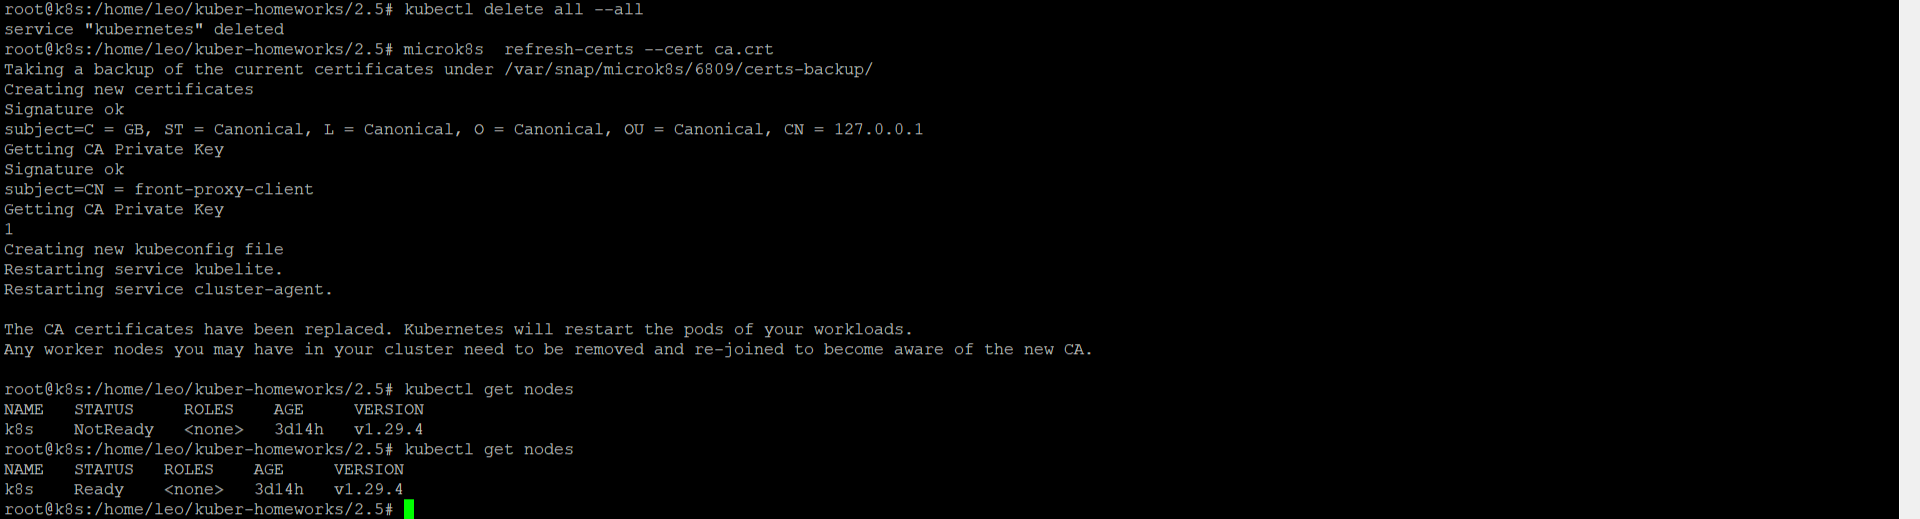 root@k8s:/home/leo/kuber-homeworks/2.5# kubectl delete all --all
service "kubernetes" deleted
root@k8s:/home/leo/kuber-homeworks/2.5# microk8s  refresh-certs --cert ca.crt
Taking a backup of the current certificates under /var/snap/microk8s/6809/certs-backup/
Creating new certificates
Signature ok
subject=C = GB, ST = Canonical, L = Canonical, O = Canonical, OU = Canonical, CN = 127.0.0.1
Getting CA Private Key
Signature ok
subject=CN = front-proxy-client
Getting CA Private Key
1
Creating new kubeconfig file
Restarting service kubelite.
Restarting service cluster-agent.
The CA certificates have been replaced. Kubernetes will restart the pods of your workloads.
Any worker nodes you may have in your cluster need to be removed and re-joined to become aware of the new CA.
root@k8s:/home/leo/kuber-homeworks/2.5# kubectl get nodes
NAME   STATUS     ROLES    AGE     VERSION
k8s    NotReady   <none>   3d14h   v1.29.4
root@k8s:/home/leo/kuber-homeworks/2.5# kubectl get nodes
NAME   STATUS   ROLES    AGE     VERSION
k8s    Ready    <none>   3d14h   v1.29.4
root@k8s:/home/leo/kuber-homeworks/2.5#